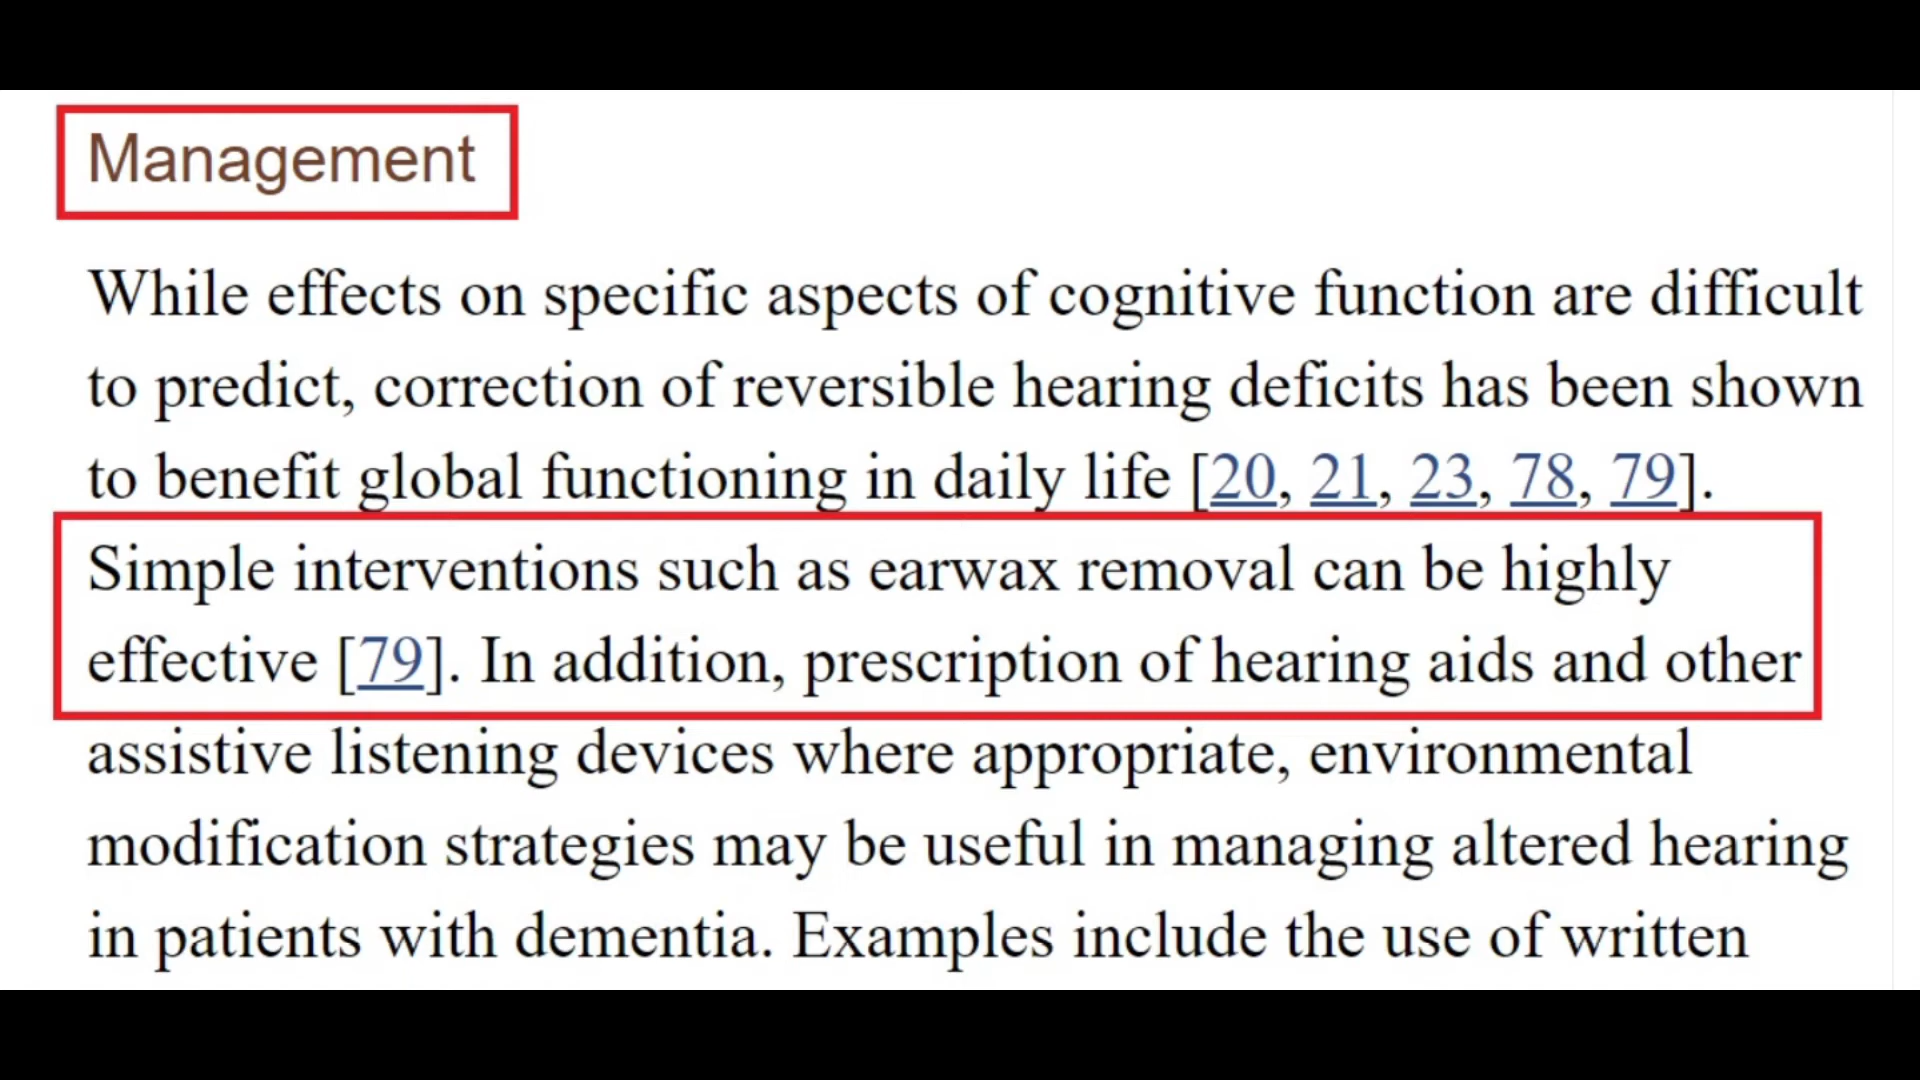 Management
While effects on specific aspects of cognitive function are difficult
to predict, correction of reversible hearing deficits has been shown
to benefit global functioning in daily life [20, 21, 23, 78, 79].
Simple interventions such as earwax removal can be highly
effective [79]. In addition, prescription of hearing aids and other
assistive listening devices where appropriate, environmental
modification strategies may be useful in managing altered hearing
in patients with dementia. Examples include the use of written